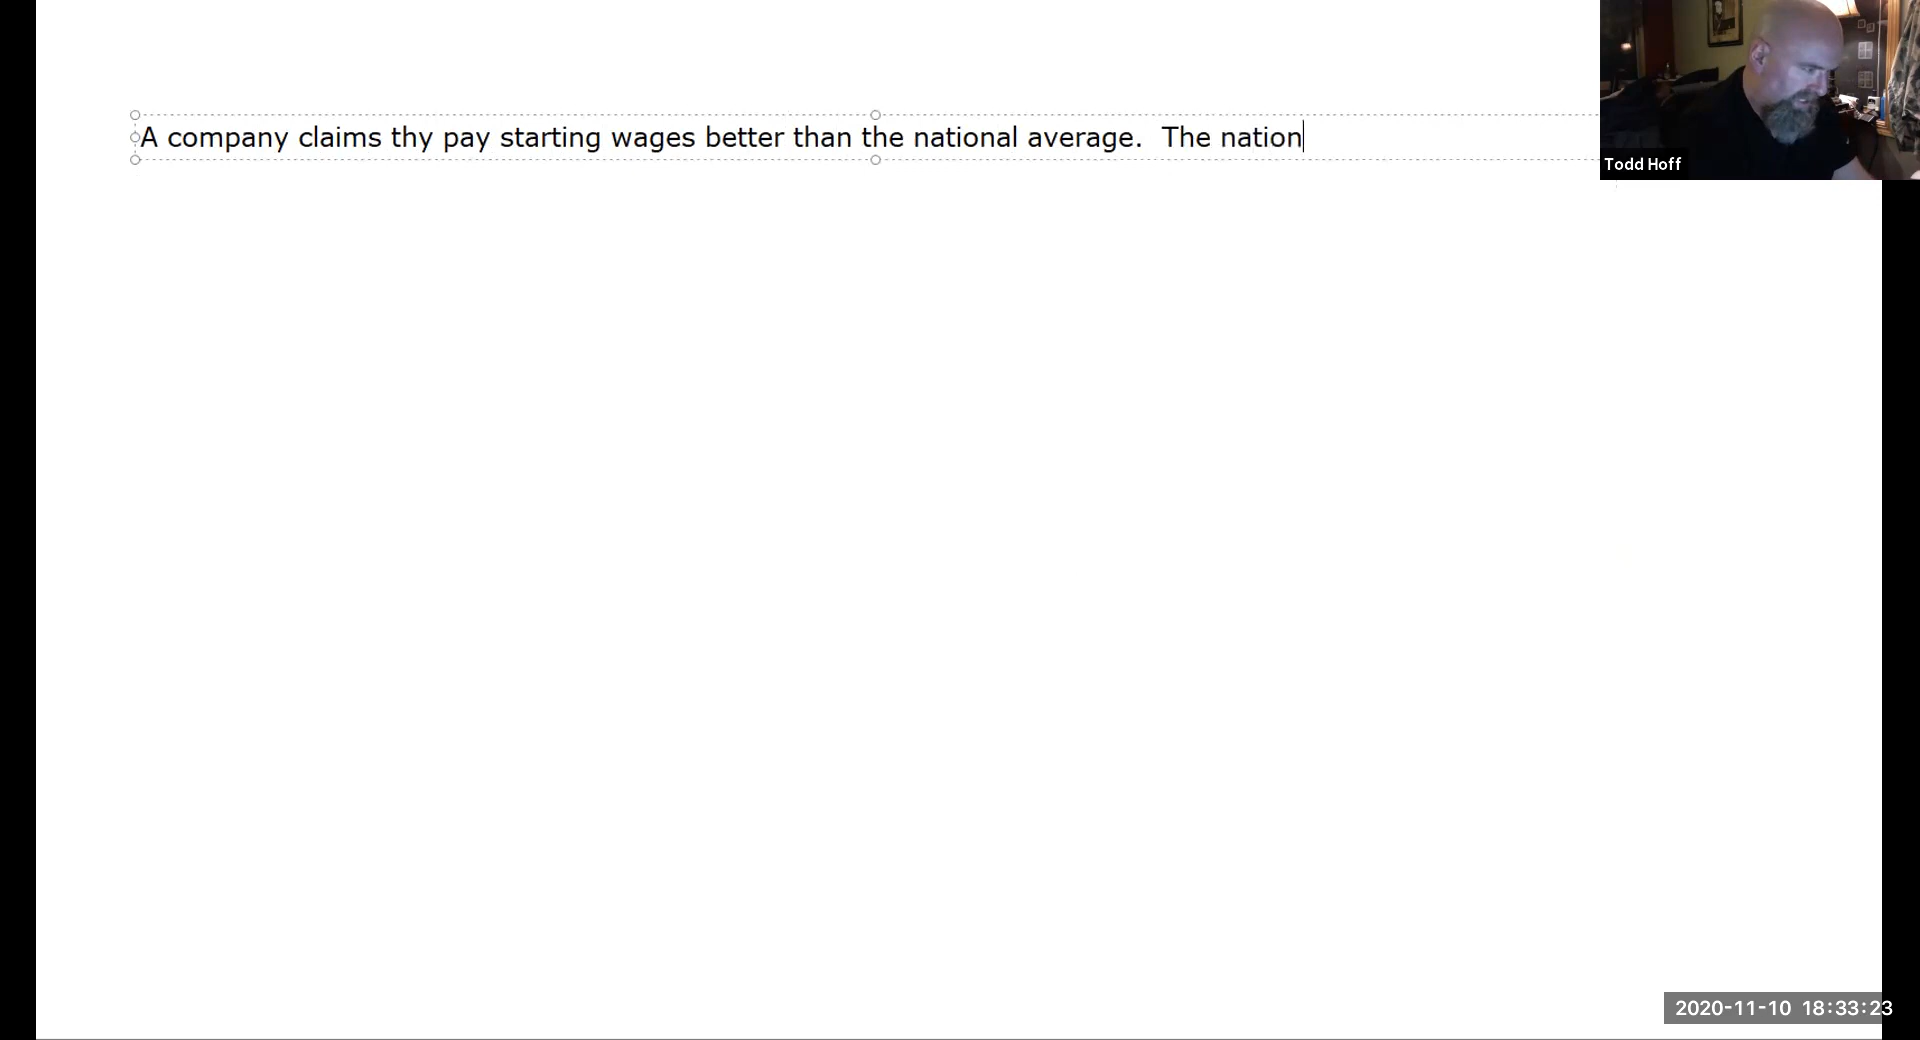 A company claims thy pay starting wages better than the national average.  The nation
Todd Hoff
2020-11-10 18:33:23